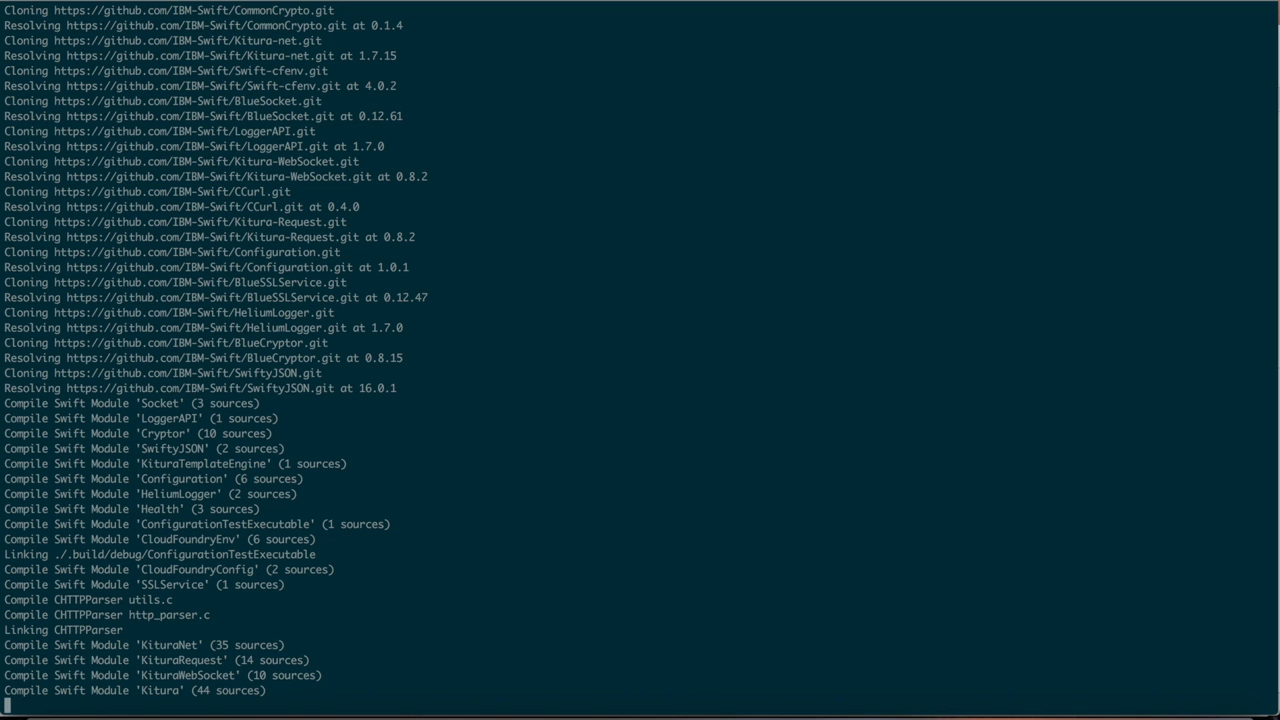 Cloning https://github.com/IBM-Swift/CommonCrypto.git
Resolving https://github.com/IBM-Swift/CommonCrypto.git at 0.1.4
Cloning https://github.com/IBM-Swift/Kitura-net.git
Resolving https://github.com/IBM-Swift/Kitura-net.git at 1.7.15
Cloning https://github.com/IBM-Swift/Swift-cfenv.git
Resolving https://github.com/IBM-Swift/Swift-cfenv.git at 4.0.2
Cloning https://github.com/IBM-Swift/BlueSocket.git
Resolving https://github.com/IBM-Swift/BlueSocket.git at 0.12.61
Cloning https://github.com/IBM-Swift/LoggerAPI.git
Resolving https://github.com/IBM-Swift/LoggerAPI.git at 1.7.0
Cloning https://github.com/IBM-Swift/Kitura-WebSocket.git
Resolving https://github.com/IBM-Swift/Kitura-WebSocket.git at 0.8.2
Cloning https://github.com/IBM-Swift/CCurl.git
Resolving https://github.com/IBM-Swift/CCurl.git at 0.4.0
Cloning https://github.com/IBM-Swift/Kitura-Request.git
Resolving https://github.com/IBM-Swift/Kitura-Request.git at 0.8.2
Cloning https://github.com/IBM-Swift/Configuration.git
Resolving https://github.com/IBM-Swift/Configuration.git at 1.0.1
Cloning https://github.com/IBM-Swift/BlueSSLService.git
Resolving https://github.com/IBM-Swift/BlueSSLService.git at 0.12.47
Cloning https://github.com/IBM-Swift/HeliumLogger.git
Resolving https://github.com/IBM-Swift/HeliumLogger.git at 1.7.0
Cloning https://github.com/IBM-Swift/BlueCryptor.git
Resolving https://github.com/IBM-Swift/BlueCryptor.git at 0.8.15
Cloning https://github.com/IBM-Swift/SwiftyJSON.git
Resolving https://github.com/IBM-Swift/SwiftyJSON.git at 16.0.1
Compile Swift Module 'Socket' (3 sources)
Compile Swift Module 'LoggerAPI' (1 sources)
Compile Swift Module 'Cryptor' (10 sources)
Compile Swift Module 'SwiftyJSON' (2 sources)
Compile Swift Module 'KituraTemplateEngine' (1 sources)
Compile Swift Module 'Configuration' (6 sources)
Compile Swift Module 'HeliumLogger' (2 sources)
Compile Swift Module 'Health' (3 sources)
Compile Swift Module 'ConfigurationTestExecutable' (1 sources)
Compile Swift Module 'CloudFoundryEnv' (6 sources)
Linking ./.build/debug/ConfigurationTestExecutable
Compile Swift Module 'CloudFoundryConfig' (2 sources)
Compile Swift Module 'SSLService' (1 sources)
Compile CHTTPParser utils.c
Compile CHTTPParser http_parser.c
Linking CHTTPParser
Compile Swift Module 'KituraNet' (35 sources)
Compile Swift Module 'KituraRequest' (14 sources)
Compile Swift Module 'KituraWebSocket' (10 sources)
Compile Swift Module 'Kitura' (44 sources)